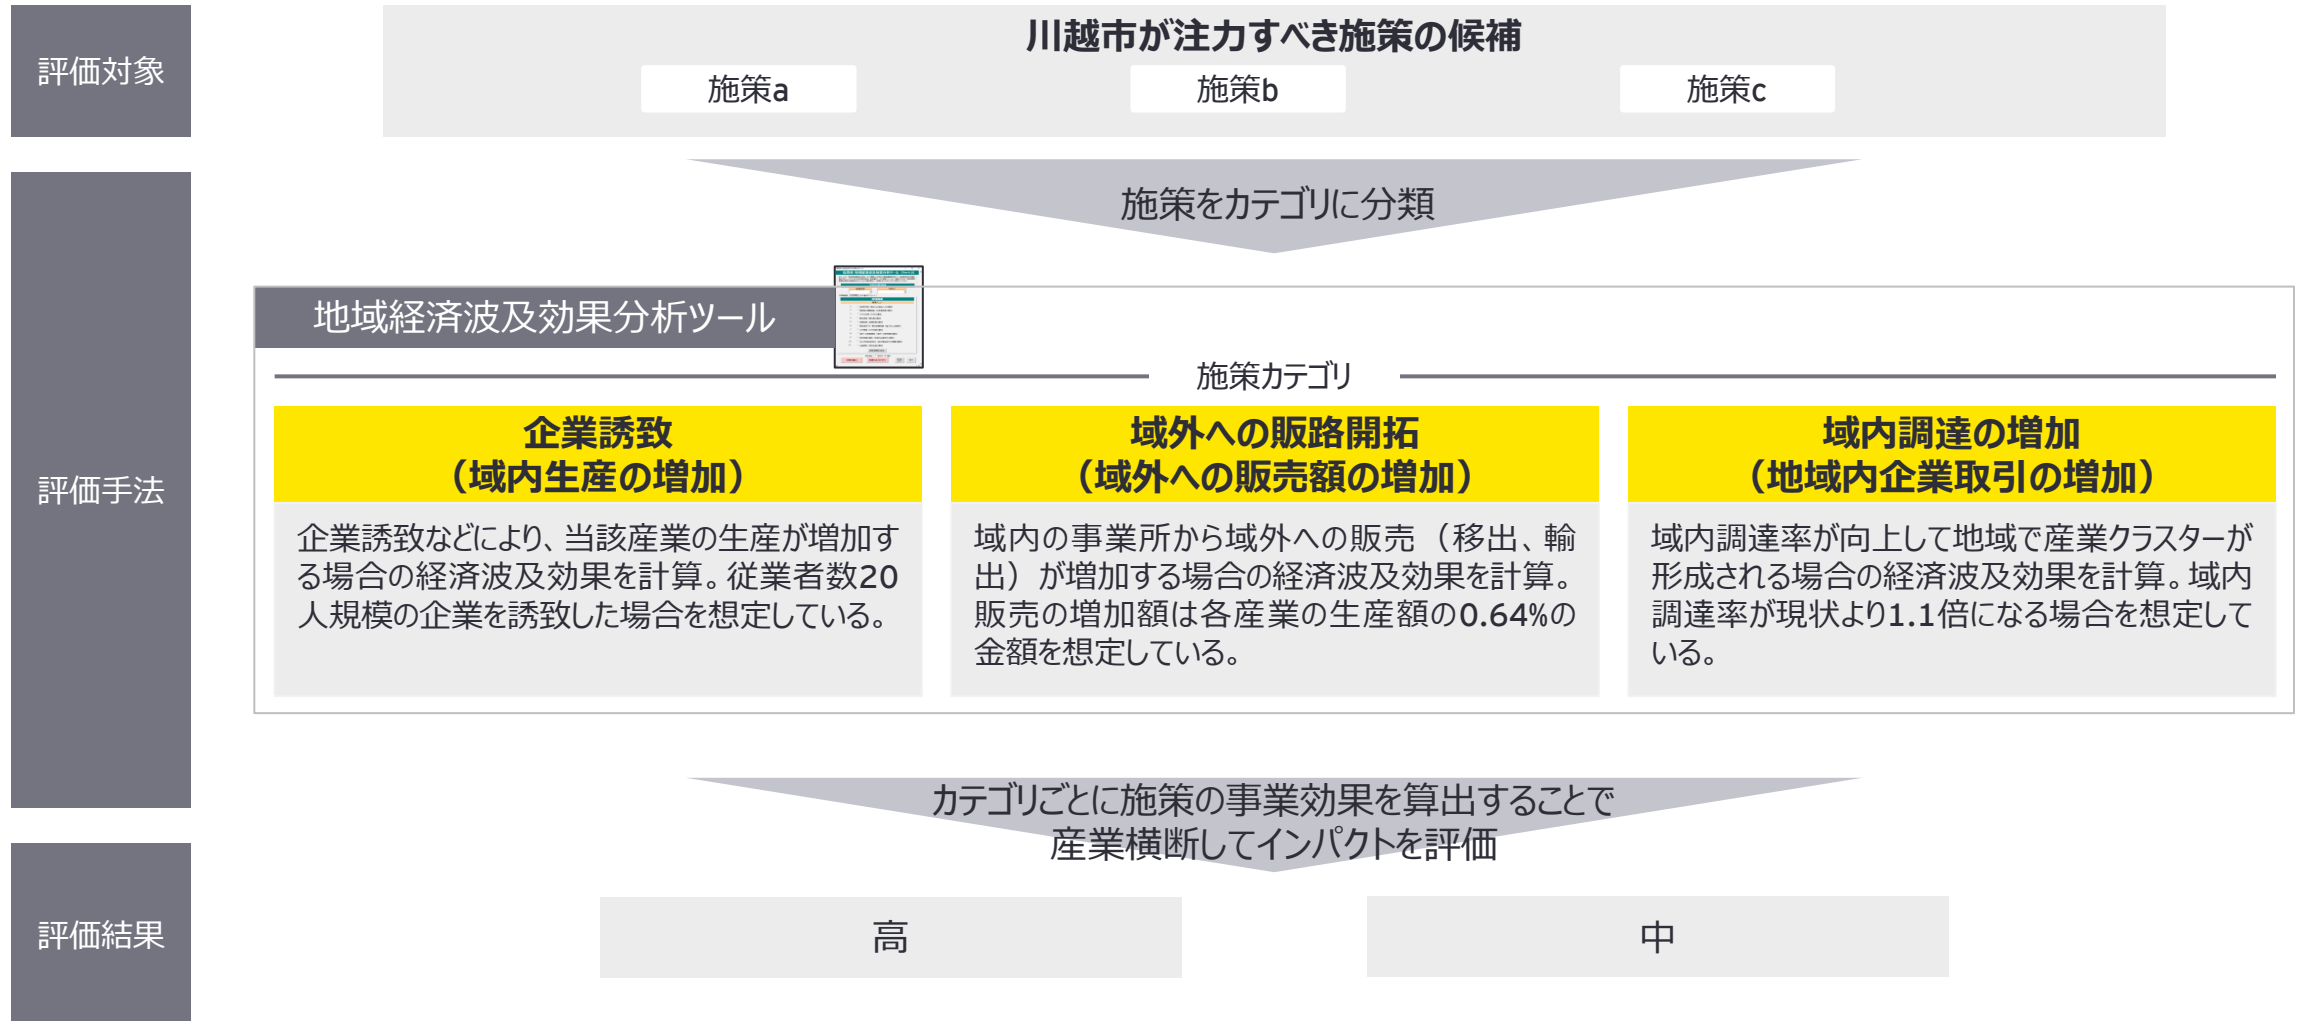 評価対象
川越市が注力すべき施策の候補
施策a
施策b
施策c
施策をカテゴリに分類
評価手法
地域経済波及効果分析ツール
施策カテゴリ
企業誘致
（域内生産の増加）
企業誘致などにより、当該産業の生産が増加す
る場合の経済波及効果を計算。従業者数20
人規模の企業を誘致した場合を想定している。
域外への販路開拓
（域外への販売額の増加）
域内の事業所から域外への販売（移出、輸
出）が増加する場合の経済波及効果を計算。
販売の増加額は各産業の生産額の0.64%の
金額を想定している。
域内調達の増加
（地域内企業取引の増加）
域内調達率が向上して地域で産業クラスターが
形成される場合の経済波及効果を計算。域内
調達率が現状より1.1倍になる場合を想定して
いる。
カテゴリごとに施策の事業効果を算出することで
産業横断してインパクトを評価
評価結果
高
中